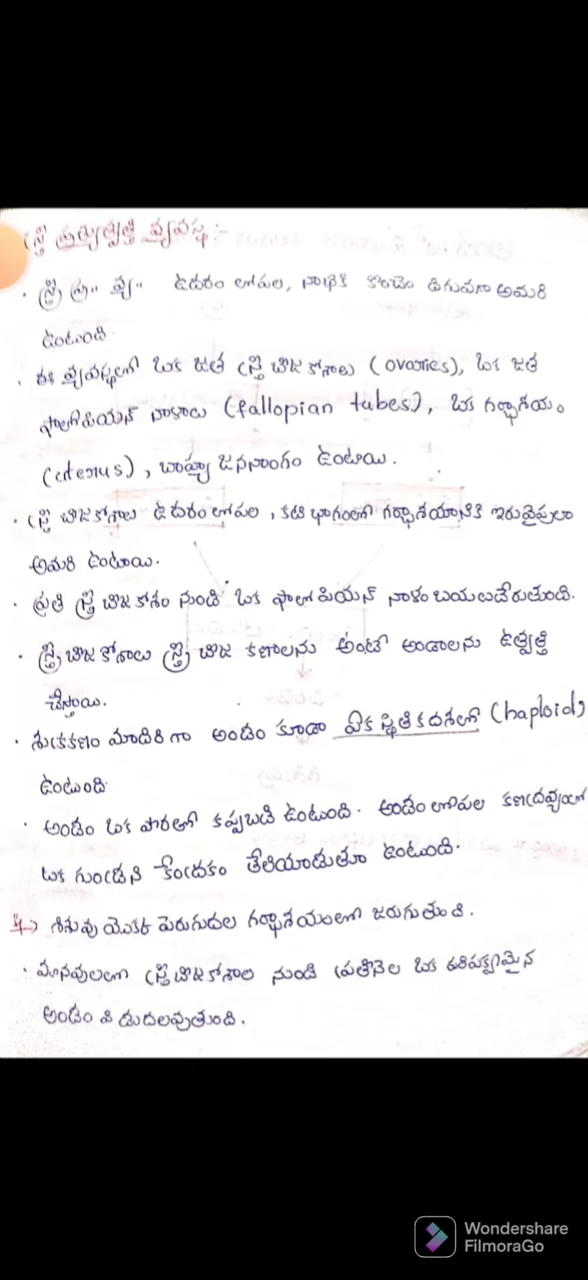 స్త్రీ ప్రత్యుత్పత్తి వ్యవస్థ:-
· స్త్రీ ప్ర॥ వ్య॥ ఉదరం లోపల, నాభికి కొంచెం దిగువగా అమరి
ఉంటుంది.
· ఈ వ్యవస్థలో ఒక జత స్త్రీ బీజకోశాలు (ovaries), ఒక జత
ఫాలోపియన్ నాళాలు (fallopian tubes), ఒక గర్భాశయం
(uterus), బాహ్య జననాంగం ఉంటాయి.
· స్త్రీ బీజకోశాలు ఉదరం లోపల, కటి భాగంలో గర్భాశయానికి ఇరువైపులా
అమరి ఉంటాయి.
· ప్రతి స్త్రీ బీజకోశం నుండి ఒక ఫాలోపియన్ నాళం బయలుదేరుతుంది.
· స్త్రీ బీజకోశాలు స్త్రీ బీజ కణాలను అంటే అండాలను ఉత్పత్తి
చేస్తాయి.
· శుక్రకణం మాదిరిగా అండం కూడా ఏకస్థితికదశలో (haploid)
ఉంటుంది.
· అండం ఒక పొరతో కప్పబడి ఉంటుంది. అండం లోపల కణద్రవ్యంలో
ఒక గుండ్రని కేంద్రకం తేలియాడుతూ ఉంటుంది.
శిశువు యొక్క పెరుగుదల గర్భాశయంలో జరుగుతుంది.
· మానవులలో స్త్రీ బీజకోశాల నుండి ప్రతినెల ఒక పరిపక్వమైన
అండం విడుదలవుతుంది.
Wondershare
FilmoraGo